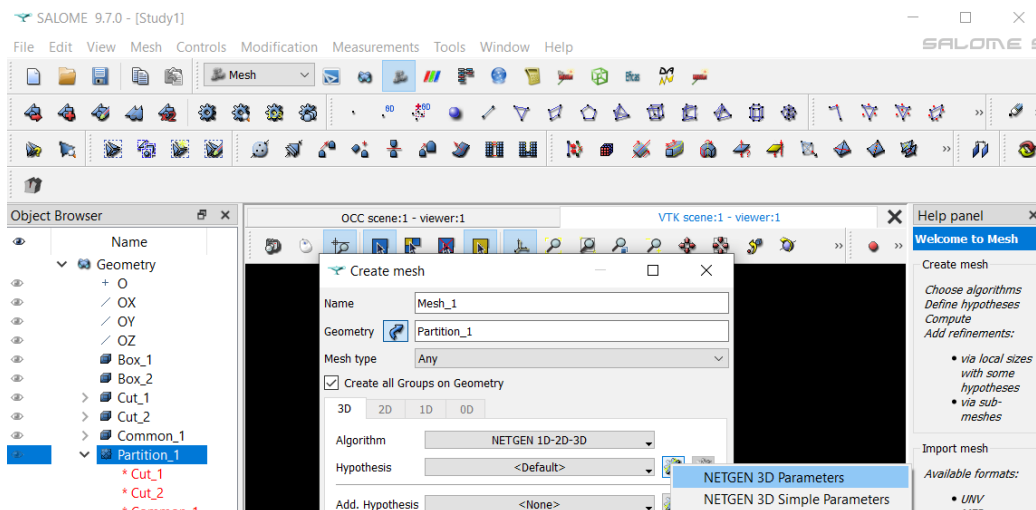 SALOME 9.7.0 - [Study1]
File Edit View Mesh Controls Modification Measurements Tools Window Help
SALOME
Mesh
Object Browser
OCC scene:1 - viewer:1
VTK scene:1 - viewer:1
Help panel
Name
Geometry
O
OX
OY
OZ
Box_1
Box_2
Cut_1
Cut_2
Common_1
Partition_1
* Cut_1
* Cut_2
Create mesh
Name
Mesh_1
Geometry
Partition_1
Mesh type
Any
Create all Groups on Geometry
3D 2D 1D 0D
Algorithm
NETGEN 1D-2D-3D
Hypothesis
<Default>
Add. Hypothesis
<None>
NETGEN 3D Parameters
NETGEN 3D Simple Parameters
Welcome to Mesh
Create mesh
Choose algorithms
Define hypotheses
Compute
Add refinements:
• via local sizes
with some
hypotheses
• via sub-
meshes
Import mesh
Available formats:
• UNV